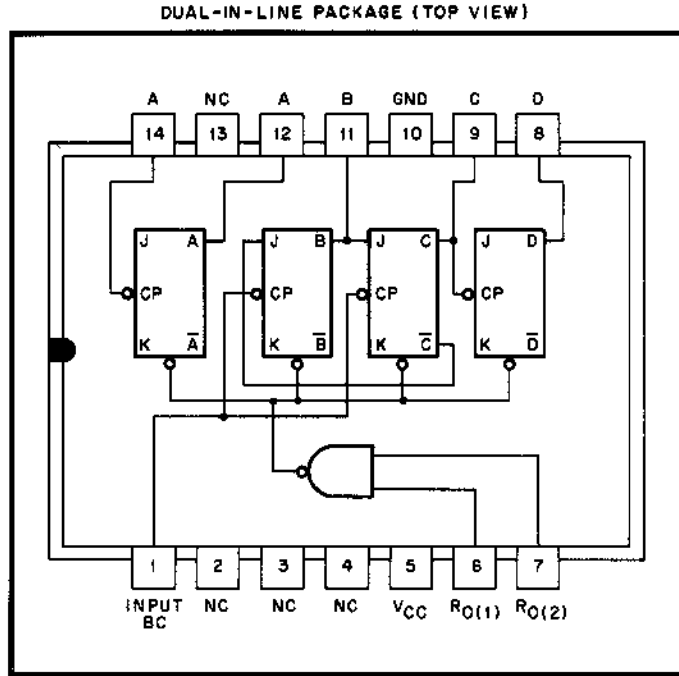 DUAL-IN-LINE PACKAGE (TOP VIEW)
A NC A B GND C D
14 13 12 11 10 9 8
J A J B J C J D
CP CP CP CP
K A̅ K B̅ K C̅ K D̅
1 2 3 4 5 6 7
INPUT BC NC NC NC VCC RO(1) RO(2)